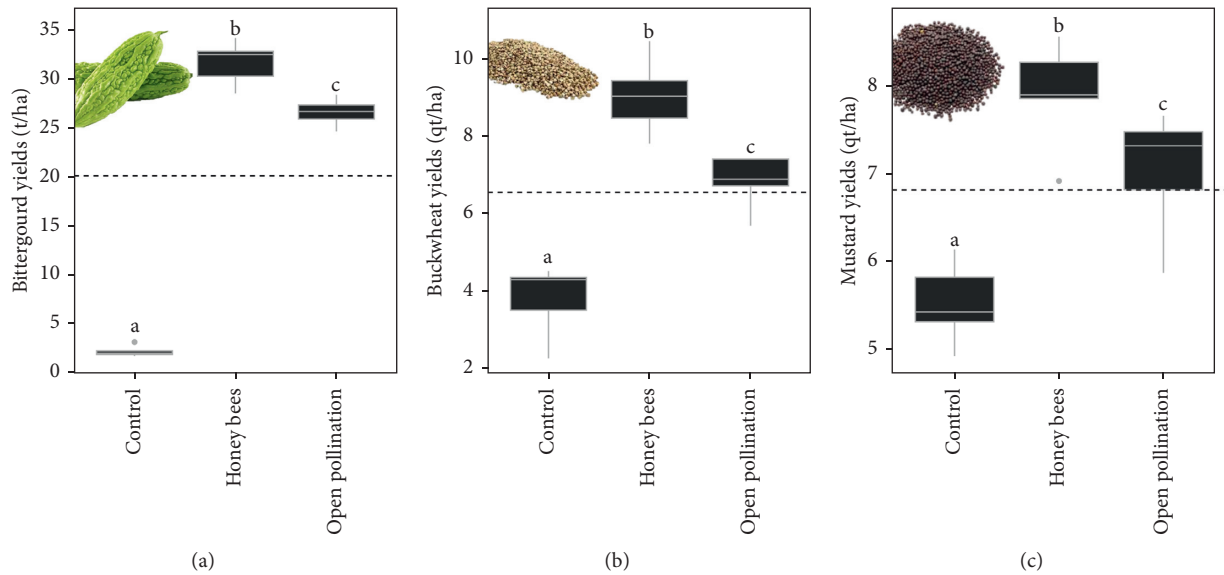 Bittergourd yields (t/ha)
35
30
25
20
15
10
5
0
a
b
c
Control
Honey bees
Open pollination
(a)
Buckwheat yields (qt/ha)
10
8
6
4
2
a
b
c
Control
Honey bees
Open pollination
(b)
Mustard yields (qt/ha)
8
7
6
5
a
b
c
Control
Honey bees
Open pollination
(c)